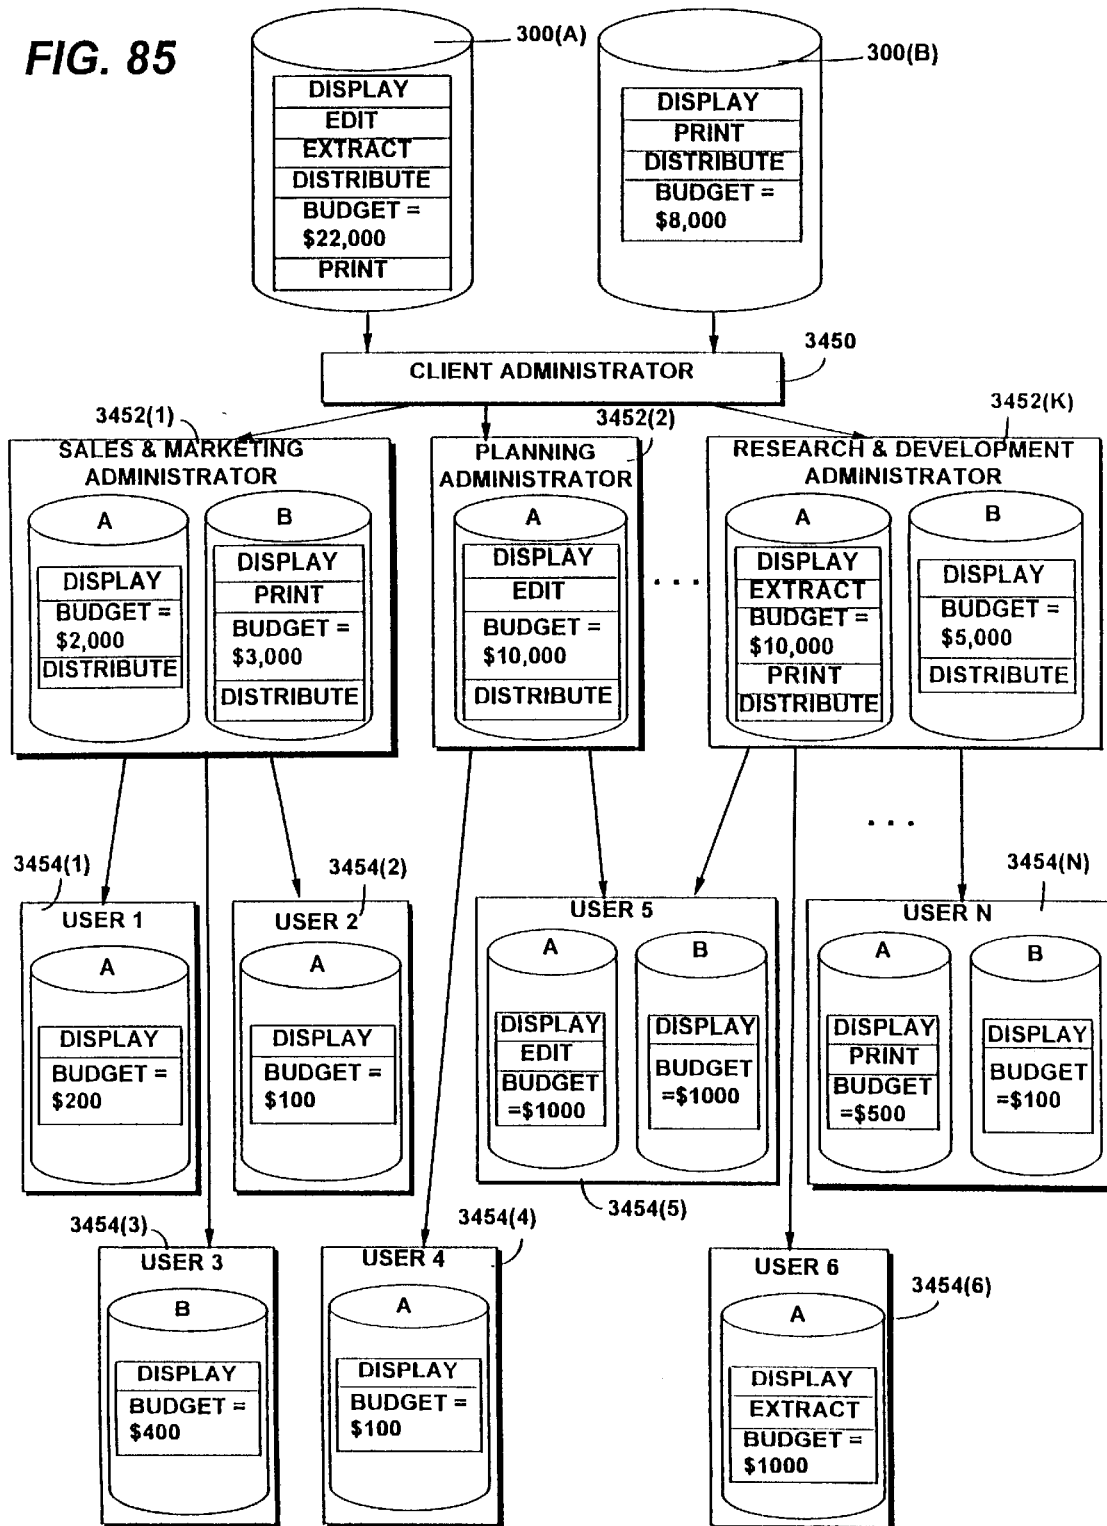 FIG. 85
300(A)
300(B)
DISPLAY
EDIT
EXTRACT
DISTRIBUTE
BUDGET =
$22,000
PRINT
DISPLAY
PRINT
DISTRIBUTE
BUDGET =
$8,000
CLIENT ADMINISTRATOR
3450
3452(1)
SALES & MARKETING
ADMINISTRATOR
A
DISPLAY
BUDGET =
$2,000
DISTRIBUTE
B
DISPLAY
PRINT
BUDGET =
$3,000
DISTRIBUTE
3452(2)
PLANNING
ADMINISTRATOR
A
DISPLAY
EDIT
BUDGET =
$10,000
DISTRIBUTE
. . .
3452(K)
RESEARCH & DEVELOPMENT
ADMINISTRATOR
A
DISPLAY
EXTRACT
BUDGET =
$10,000
PRINT
DISTRIBUTE
B
DISPLAY
BUDGET =
$5,000
DISTRIBUTE
. . .
3454(1)
USER 1
A
DISPLAY
BUDGET =
$200
3454(2)
USER 2
A
DISPLAY
BUDGET =
$100
USER 5
A
DISPLAY
EDIT
BUDGET
=$1000
B
DISPLAY
BUDGET
=$1000
3454(5)
3454(N)
USER N
A
DISPLAY
PRINT
BUDGET
=$500
B
DISPLAY
BUDGET
=$100
3454(3)
USER 3
B
DISPLAY
BUDGET =
$400
3454(4)
USER 4
A
DISPLAY
BUDGET =
$100
USER 6
3454(6)
A
DISPLAY
EXTRACT
BUDGET =
$1000